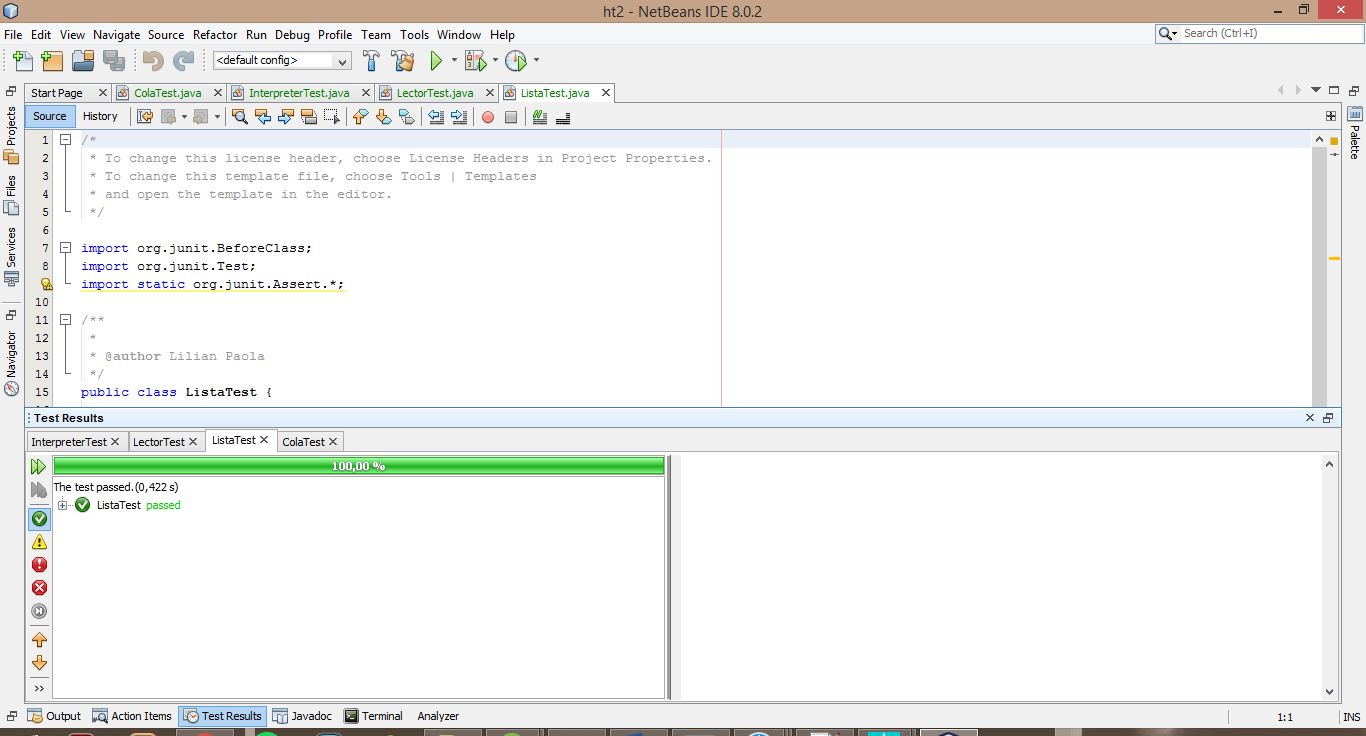 ht2 - NetBeans IDE 8.0.2
File Edit View Navigate Source Refactor Run Debug Profile Team Tools Window Help
Search (Ctrl+I)
<default config>
Start Page ColaTest.java InterpreterTest.java LectorTest.java ListaTest.java
Source History
Projects
Files
Services
Navigator
Palette
1 /*
2 * To change this license header, choose License Headers in Project Properties.
3 * To change this template file, choose Tools | Templates
4 * and open the template in the editor.
5 */
6
7 import org.junit.BeforeClass;
8 import org.junit.Test;
import static org.junit.Assert.*;
10
11 /**
12 *
13 * @author Lilian Paola
14 */
15 public class ListaTest {
Test Results
InterpreterTest LectorTest ListaTest ColaTest
100,00 %
The test passed.(0,422 s)
ListaTest passed
Output Action Items Test Results Javadoc Terminal Analyzer
1:1 INS